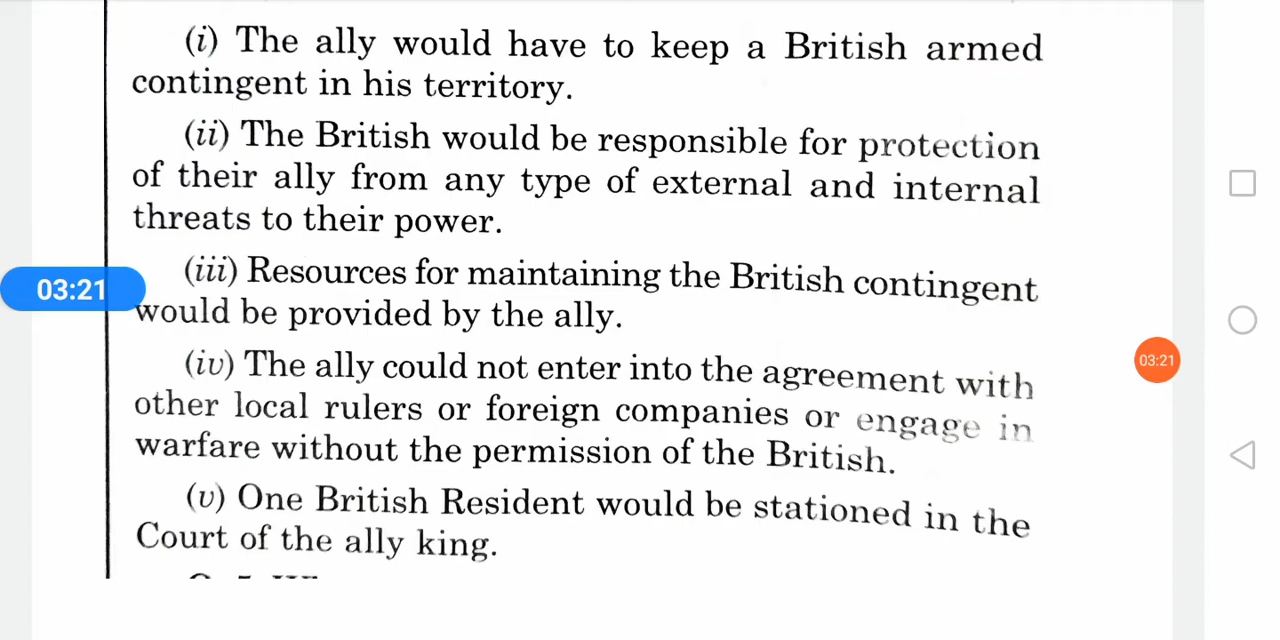 (i) The ally would have to keep a British armed
contingent in his territory.
(ii) The British would be responsible for protection
of their ally from any type of external and internal
threats to their power.
(iii) Resources for maintaining the British contingent
would be provided by the ally.
(iv) The ally could not enter into the agreement with
other local rulers or foreign companies or engage in
warfare without the permission of the British.
(v) One British Resident would be stationed in the
Court of the ally king.
03:21
03:21